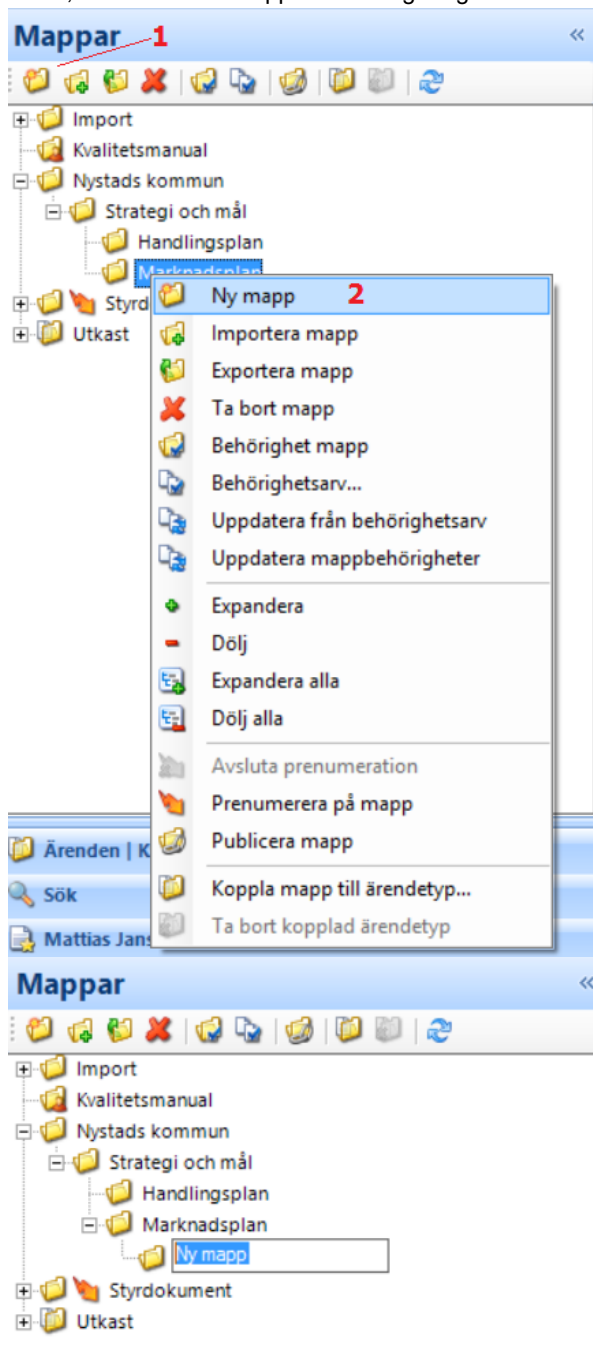 Mappar 1
Import
Kvalitetsmanual
Nystads kommun
Strategi och mål
Handlingsplan
Marknadsplan
Styrd
Utkast
Ny mapp 2
Importera mapp
Exportera mapp
Ta bort mapp
Behörighet mapp
Behörighetsarv...
Uppdatera från behörighetsarv
Uppdatera mappbehörigheter
Expandera
Dölj
Expandera alla
Dölj alla
Avsluta prenumeration
Prenumerera på mapp
Publicera mapp
Koppla mapp till ärendetyp...
Ta bort kopplad ärendetyp
Ärenden | K
Sök
Mattias Jans
Mappar
Import
Kvalitetsmanual
Nystads kommun
Strategi och mål
Handlingsplan
Marknadsplan
Ny mapp
Styrdokument
Utkast